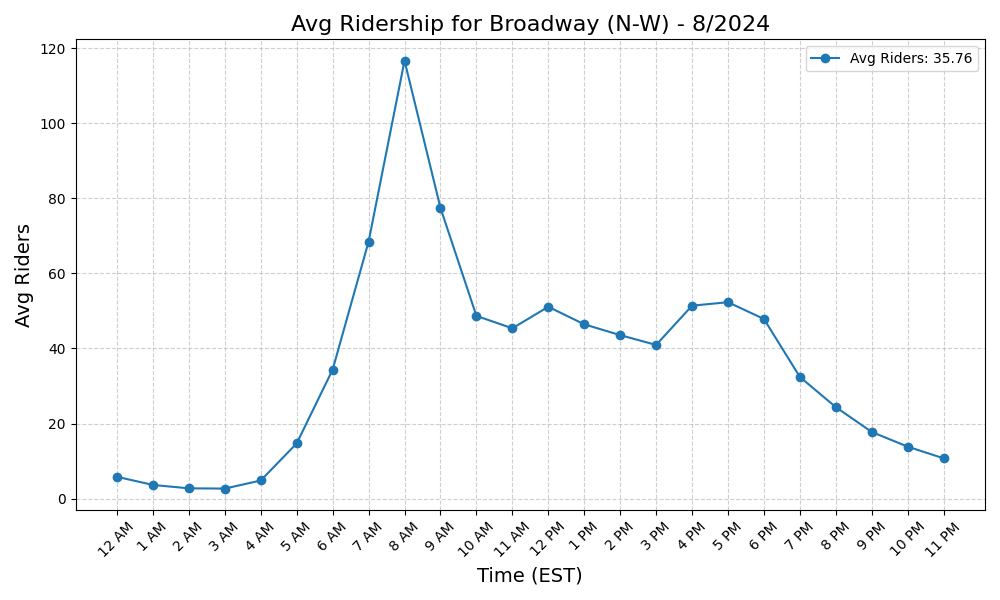 Avg Ridership for Broadway (N-W) - 8/2024
Avg Riders: 35.76
Avg Riders
120
100
80
60
40
20
0
12 AM
1 AM
2 AM
3 AM
4 AM
5 AM
6 AM
7 AM
8 AM
9 AM
10 AM
11 AM
12 PM
1 PM
2 PM
3 PM
4 PM
5 PM
6 PM
7 PM
8 PM
9 PM
10 PM
11 PM
Time (EST)